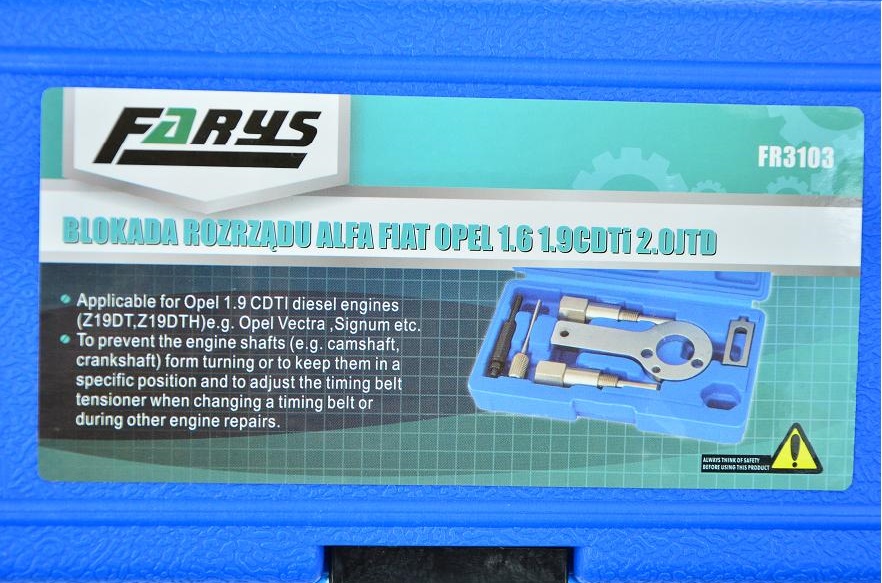 FARYS
FR3103
BLOKADA ROZRZĄDU ALFA FIAT OPEL 1.6 1.9CDTi 2.0JTD
Applicable for Opel 1.9 CDTI diesel engines
(Z19DT,Z19DTH)e.g. Opel Vectra ,Signum etc.
To prevent the engine shafts (e.g. camshaft,
crankshaft) form turning or to keep them in a
specific position and to adjust the timing belt
tensioner when changing a timing belt or
during other engine repairs.
ALWAYS THINK OF SAFETY
BEFORE USING THIS PRODUCT